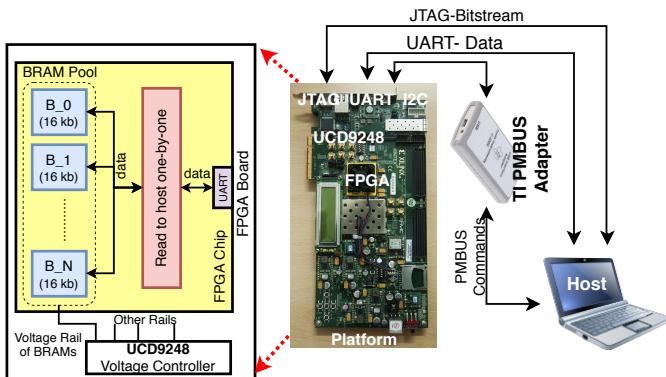 JTAG-Bitstream
UART- Data
BRAM Pool
B_0
(16 kb)
B_1
(16 kb)
B_N
(16 kb)
data
Read to host one-by-one
data
UART
FPGA Chip
FPGA Board
Other Rails
Voltage Rail
of BRAMs
UCD9248
Voltage Controller
JTAG UART I2C
UCD9248
FPGA
XILINX
Platform
TI PMBUS
Adapter
PMBUS
Commands
Host